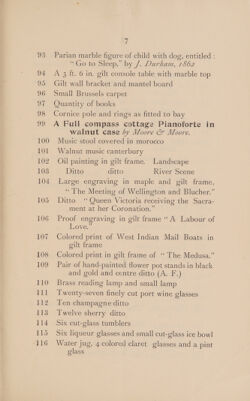 7
93 Parian marble figure of child with dog, entitled :
" Go to Sleep," by J. Durham, 1862
94 A 5 ft. 6 in. gilt console table with marble top
95 Gilt wall bracket and mantel board
96 Small Brussels carpet
97 Quantity of books
98 Cornice pole and rings as fitted to bay
99 A Full compass cottage Pianoforte in
walnut case by Moore & Moore.
100 Music stool covered in morocco
101 Walnut music canterbury
102 Oil painting in gilt frame. Landscape
103 Ditto ditto River Scene
104 Large engraving in maple and gilt frame,
" The Meeting of Wellington and Blucher."
105 Ditto " Queen Victoria receiving the Sacra-
ment at her Coronation."
106 Proof engraving in gilt frame " A Labour of
Love."
107 Colored print of West Indian Mail Boats in
gilt frame
108 Colored print in gilt frame of " The Medusa."
109 Pair of hand-painted flower pot stands in black
and gold and centre ditto (A. F.)
110 Brass reading lamp and small lamp
111 Twenty-seven finely cut port wine glasses
112 Ten champagne ditto
113 Twelve sherry ditto
114 Six cut-glass tumblers
115 Six liqueur glasses and small cut-glass ice bowl
116 Water jug, 4 colored claret glasses and a pint
glass